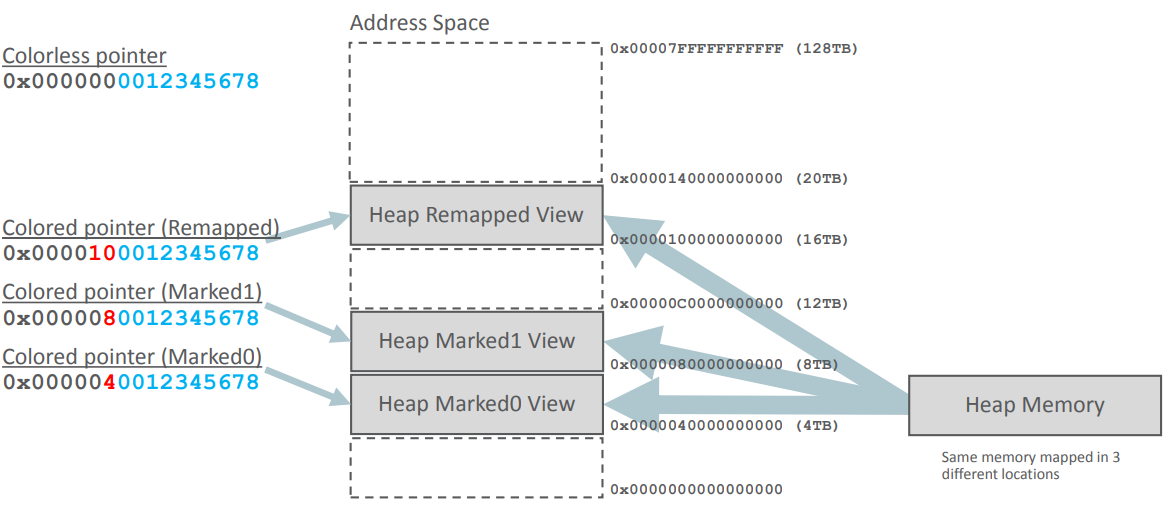 Address Space
0x00007FFFFFFFFFFF (128TB)
Colorless pointer
0x0000000012345678
0x0000140000000000 (20TB)
Heap Remapped View
Colored pointer (Remapped)
0x0000100012345678
0x0000100000000000 (16TB)
Colored pointer (Marked1)
0x0000080012345678
0x00000C0000000000 (12TB)
Heap Marked1 View
Colored pointer (Marked0)
0x0000040012345678
0x0000080000000000 (8TB)
Heap Marked0 View
0x0000040000000000 (4TB)
Heap Memory
Same memory mapped in 3
different locations
0x0000000000000000